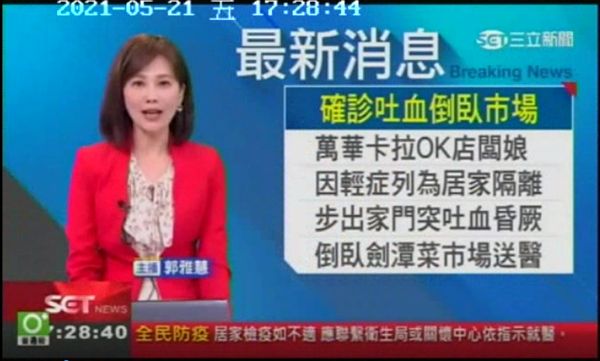 2021-05-21 五 17:28:44
最新消息
SET三立新聞
Breaking News
確診吐血倒臥市場
萬華卡拉OK店闆娘
因輕症列為居家隔離
步出家門突吐血昏厥
倒臥劍潭菜市場送醫
主播 郭雅慧
SET NEWS
7:28:40
全民防疫 居家檢疫如不適 應聯繫衛生局或關懷中心依指示就醫。